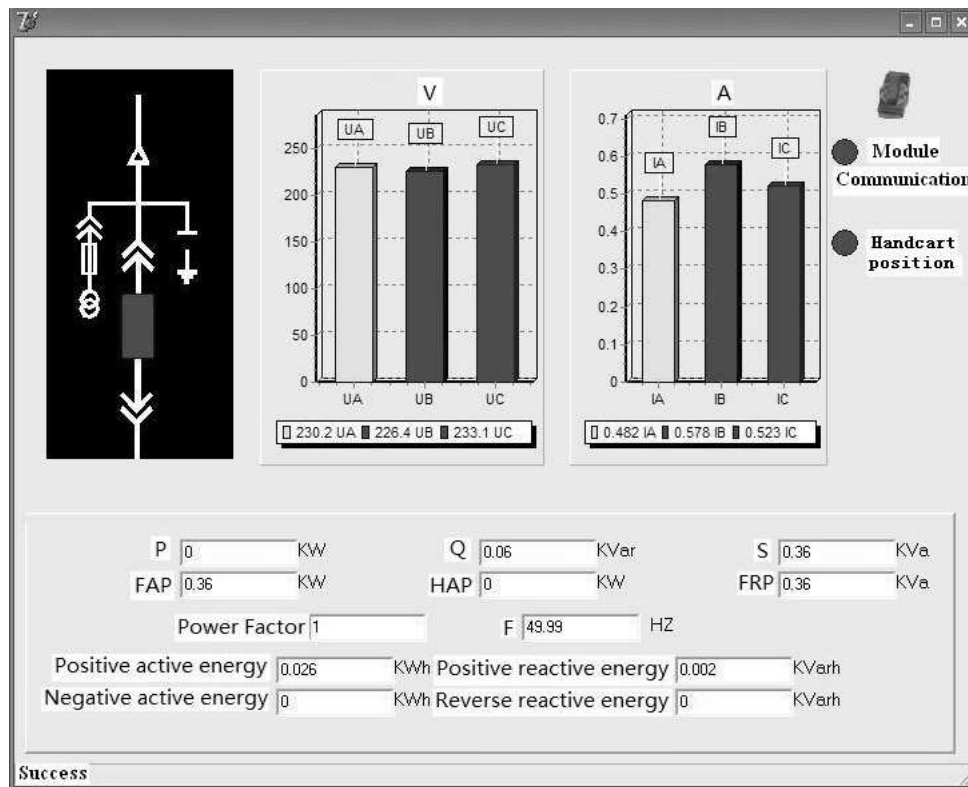 V
A
UA
UB
UC
250
200
150
100
50
0
UA UB UC
230.2 UA 226.4 UB 233.1 UC
IA
IB
IC
0.7
0.6
0.5
0.4
0.3
0.2
0.1
0
IA IB IC
0.482 IA 0.578 IB 0.523 IC
Module
Communication
Handcart
position
P 0 KW Q 0.06 KVar S 0.36 KVa
FAP 0.36 KW HAP 0 KW FRP 0.36 KVa
Power Factor 1 F 49.99 HZ
Positive active energy 0.026 KWh Positive reactive energy 0.002 KVarh
Negative active energy 0 KWh Reverse reactive energy 0 KVarh
Success